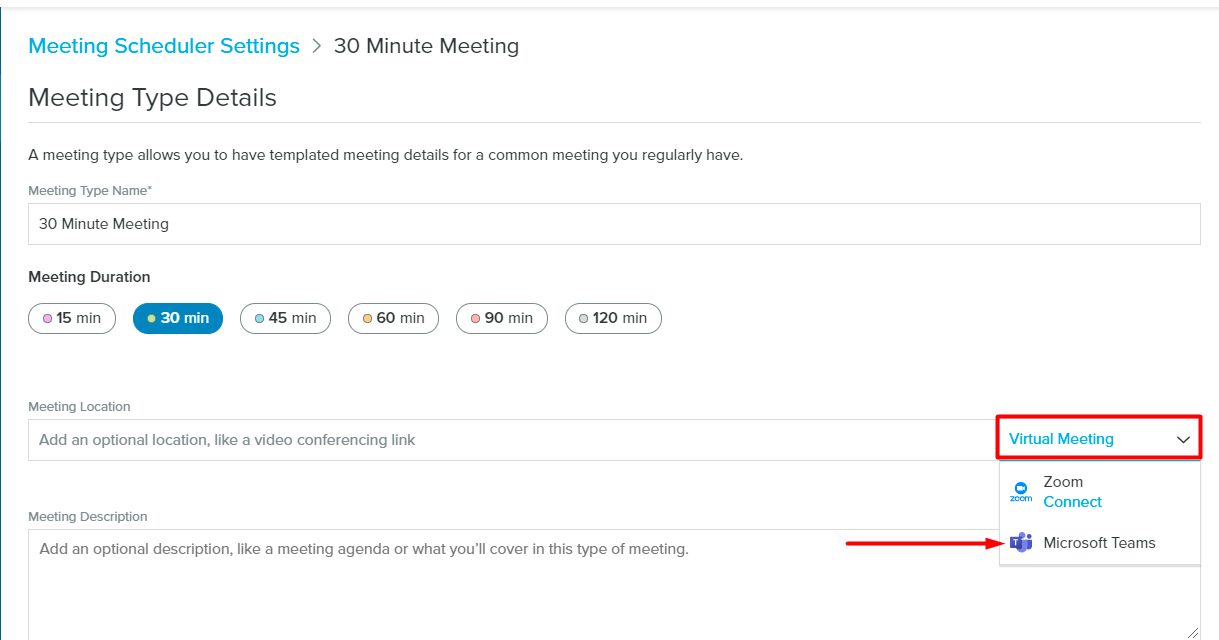 Meeting Scheduler Settings > 30 Minute Meeting
Meeting Type Details
A meeting type allows you to have templated meeting details for a common meeting you regularly have.
Meeting Type Name*
30 Minute Meeting
Meeting Duration
15 min 30 min 45 min 60 min 90 min 120 min
Meeting Location
Add an optional location, like a video conferencing link
Virtual Meeting
Zoom
zoom
Connect
Meeting Description
Add an optional description, like a meeting agenda or what you’ll cover in this type of meeting.
T Microsoft Teams